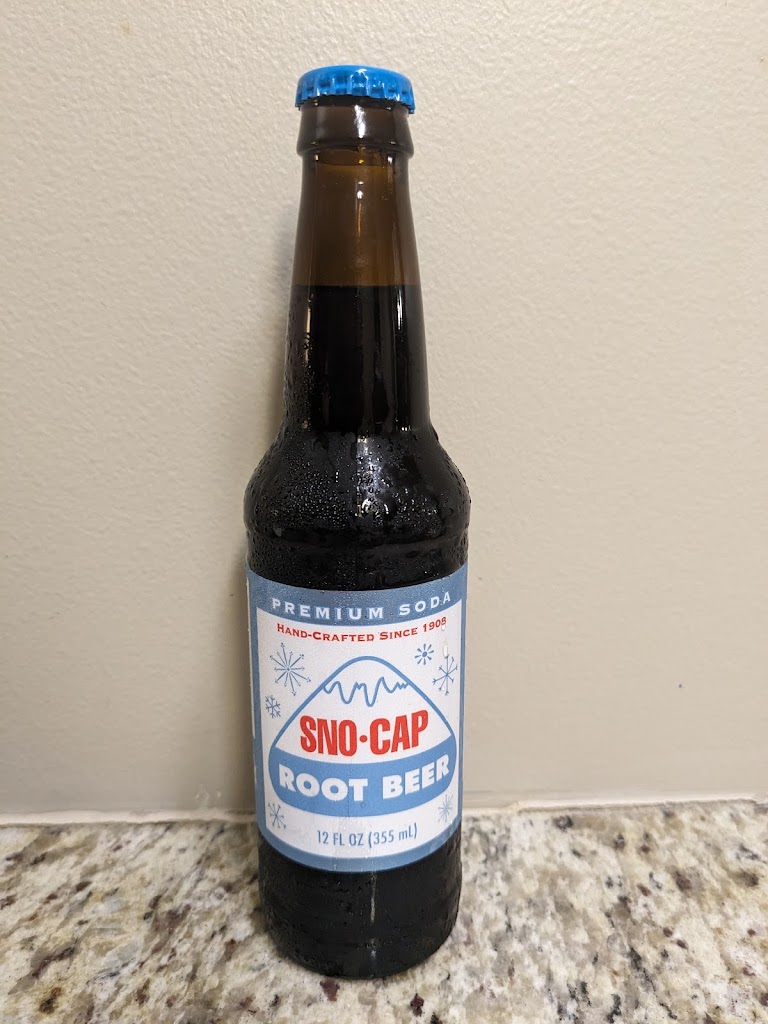 PREMIUM SODA
HAND-CRAFTED SINCE 1908
SNO·CAP
ROOT BEER
12 FL OZ (355 mL)